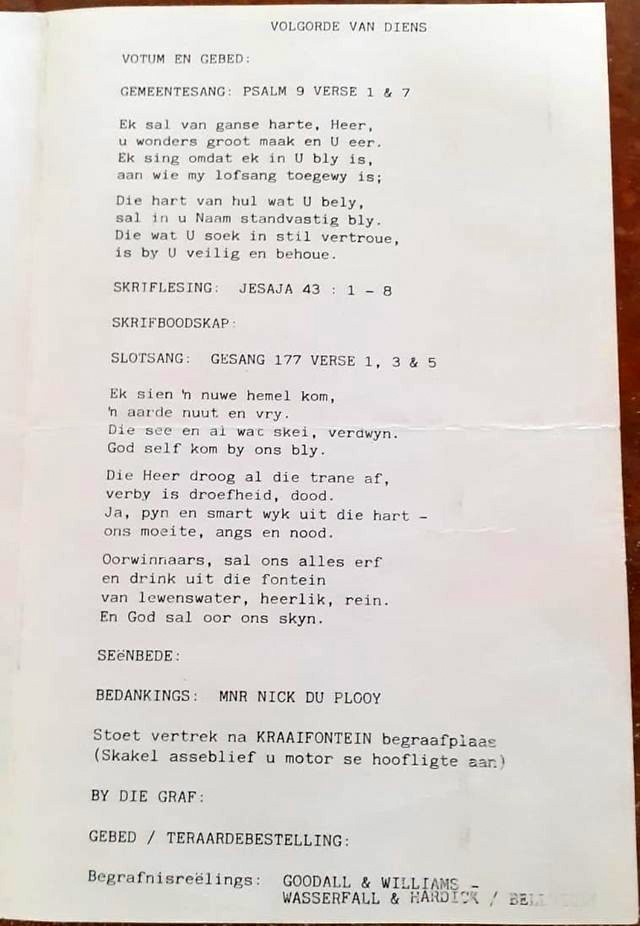 VOLGORDE VAN DIENS
VOTUM EN GEBED:
GEMEENTESANG: PSALM 9 VERSE 1 & 7
Ek sal van ganse harte, Heer,
u wonders groot maak en U eer.
Ek sing omdat ek in U bly is,
aan wie my lofsang toegewy is;
Die hart van hul wat U bely,
sal in u Naam standvastig bly.
Die wat U soek in stil vertroue,
is by U veilig en behoue.
SKRIFLESING: JESAJA 43 : 1 - 8
SKRIFBOODSKAP:
SLOTSANG: GESANG 177 VERSE 1, 3 & 5
Ek sien 'n nuwe hemel kom,
'n aarde nuut en vry.
Die see en al wat skei, verdwyn.
God self kom by ons bly.
Die Heer droog al die trane af,
verby is droefheid, dood.
Ja, pyn en smart wyk uit die hart -
ons moeite, angs en nood.
Oorwinnaars, sal ons alles erf
en drink uit die fontein
van lewenswater, heerlik, rein.
En God sal oor ons skyn.
SEëNBEDE:
BEDANKINGS: MNR NICK DU PLOOY
Stoet vertrek na KRAAIFONTEIN begraafplaas
(Skakel asseblief u motor se hoofligte aan)
BY DIE GRAF:
GEBED / TERAARDEBESTELLING:
Begrafnisreëlings: GOODALL & WILLIAMS -
WASSERFALL & HARDICK /